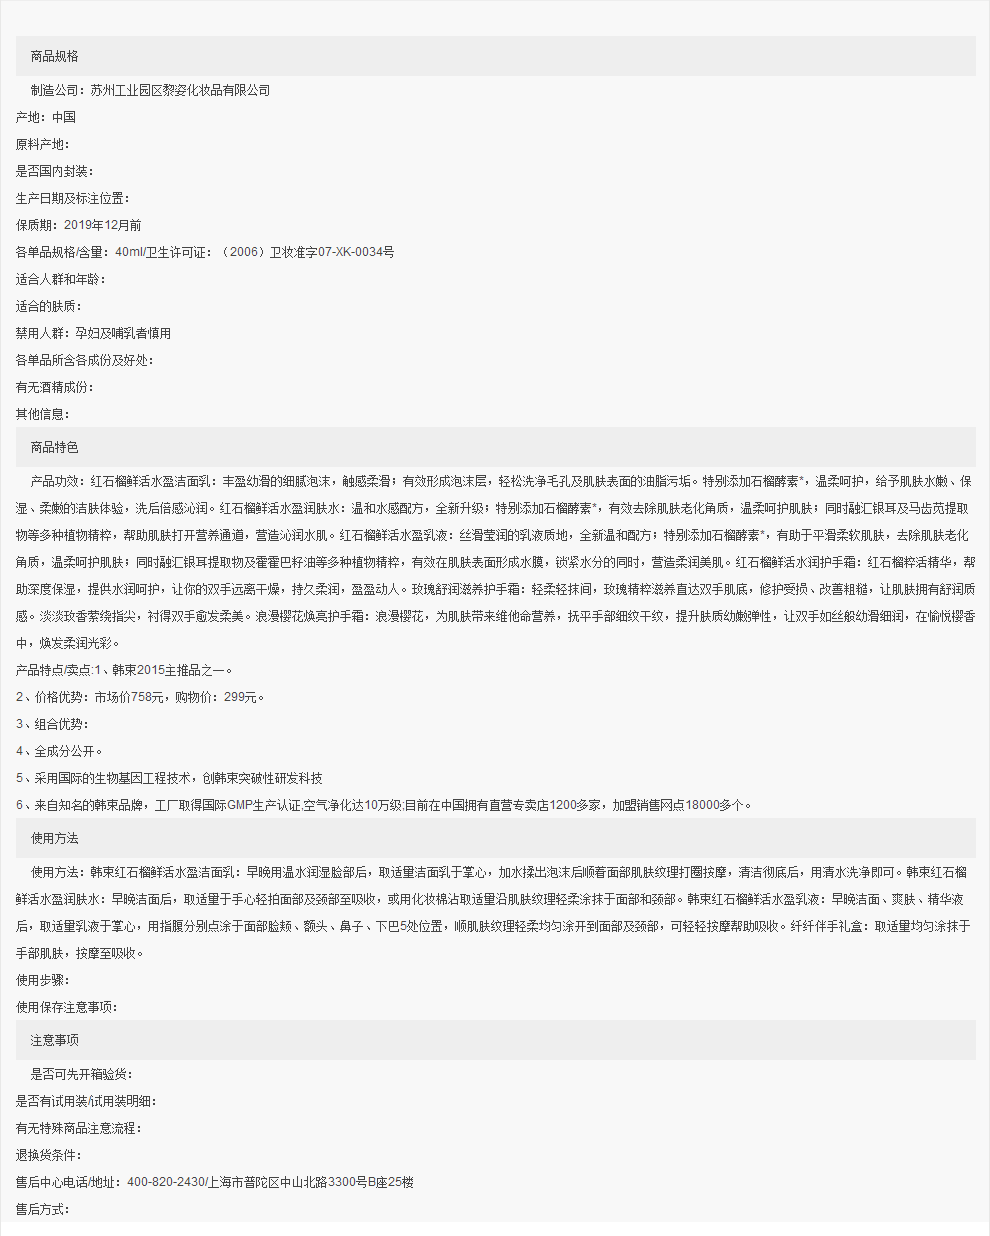 商品规格
制造公司：苏州工业园区黎姿化妆品有限公司
产地：中国
原料产地：
是否国内封装：
生产日期及标注位置：
保质期：2019年12月前
各单品规格/含量：40ml/卫生许可证：（2006）卫妆准字07-XK-0034号
适合人群和年龄：
适合的肤质：
禁用人群：孕妇及哺乳者慎用
各单品所含各成份及好处：
有无酒精成份：
其他信息：
商品特色
产品功效：红石榴鲜活水盈洁面乳：丰盈幼滑的细腻泡沫，触感柔滑；有效形成泡沫层，轻松洗净毛孔及肌肤表面的油脂污垢。特别添加石榴酵素*，温柔呵护，给予肌肤水嫩、保
湿、柔嫩的洁肤体验，洗后倍感沁润。红石榴鲜活水盈润肤水：温和水感配方，全新升级；特别添加石榴酵素*，有效去除肌肤老化角质，温柔呵护肌肤；同时融汇银耳及马齿苋提取
物等多种植物精粹，帮助肌肤打开营养通道，营造沁润水肌。红石榴鲜活水盈乳液：丝滑莹润的乳液质地，全新温和配方；特别添加石榴酵素*，有助于平滑柔软肌肤，去除肌肤老化
角质，温柔呵护肌肤；同时融汇银耳提取物及霍霍巴籽油等多种植物精粹，有效在肌肤表面形成水膜，锁紧水分的同时，营造柔润美肌。红石榴鲜活水润护手霜：红石榴粹活精华，帮
助深度保湿，提供水润呵护，让你的双手远离干燥，持久柔润，盈盈动人。玫瑰舒润滋养护手霜：轻柔轻抹间，玫瑰精粹滋养直达双手肌底，修护受损、改善粗糙，让肌肤拥有舒润质
感。淡淡玫香萦绕指尖，衬得双手愈发柔美。浪漫樱花焕亮护手霜：浪漫樱花，为肌肤带来维他命营养，抚平手部细纹干纹，提升肤质幼嫩弹性，让双手如丝般幼滑细润，在愉悦樱香
中，焕发柔润光彩。
产品特点/卖点:1、韩束2015主推品之一。
2、价格优势：市场价758元，购物价：299元。
3、组合优势：
4、全成分公开。
5、采用国际的生物基因工程技术，创韩束突破性研发科技
6、来自知名的韩束品牌，工厂取得国际GMP生产认证,空气净化达10万级;目前在中国拥有直营专卖店1200多家，加盟销售网点18000多个。
使用方法
使用方法：韩束红石榴鲜活水盈洁面乳：早晚用温水润湿脸部后，取适量洁面乳于掌心，加水揉出泡沫后顺着面部肌肤纹理打圈按摩，清洁彻底后，用清水洗净即可。韩束红石榴
鲜活水盈润肤水：早晚洁面后，取适量于手心轻拍面部及颈部至吸收，或用化妆棉沾取适量沿肌肤纹理轻柔涂抹于面部和颈部。韩束红石榴鲜活水盈乳液：早晚洁面、爽肤、精华液
后，取适量乳液于掌心，用指腹分别点涂于面部脸颊、额头、鼻子、下巴5处位置，顺肌肤纹理轻柔均匀涂开到面部及颈部，可轻轻按摩帮助吸收。纤纤伴手礼盒：取适量均匀涂抹于
手部肌肤，按摩至吸收。
使用步骤：
使用保存注意事项：
注意事项
是否可先开箱验货：
是否有试用装/试用装明细：
有无特殊商品注意流程：
退换货条件：
售后中心电话/地址：400-820-2430/上海市普陀区中山北路3300号B座25楼
售后方式：